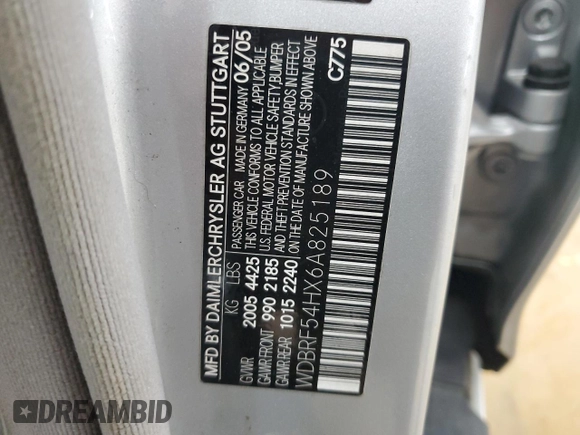 MFD BY DAIMLERCHRYSLER AG STUTTGART
KG LBS PASSENGER CAR MADE IN GERMANY 06/05
GVWR 2005 4425 THIS VEHICLE CONFORMS TO ALL APPLICABLE
GAWR FRONT 990 2185 U.S. FEDERAL MOTOR VEHICLE SAFETY, BUMPER
GAWR REAR 1015 2240 AND THEFT PREVENTION STANDARDS IN EFFECT
ON THE DATE OF MANUFACTURE SHOWN ABOVE
WDBRF54HX6A825189 C775
DREAMBID